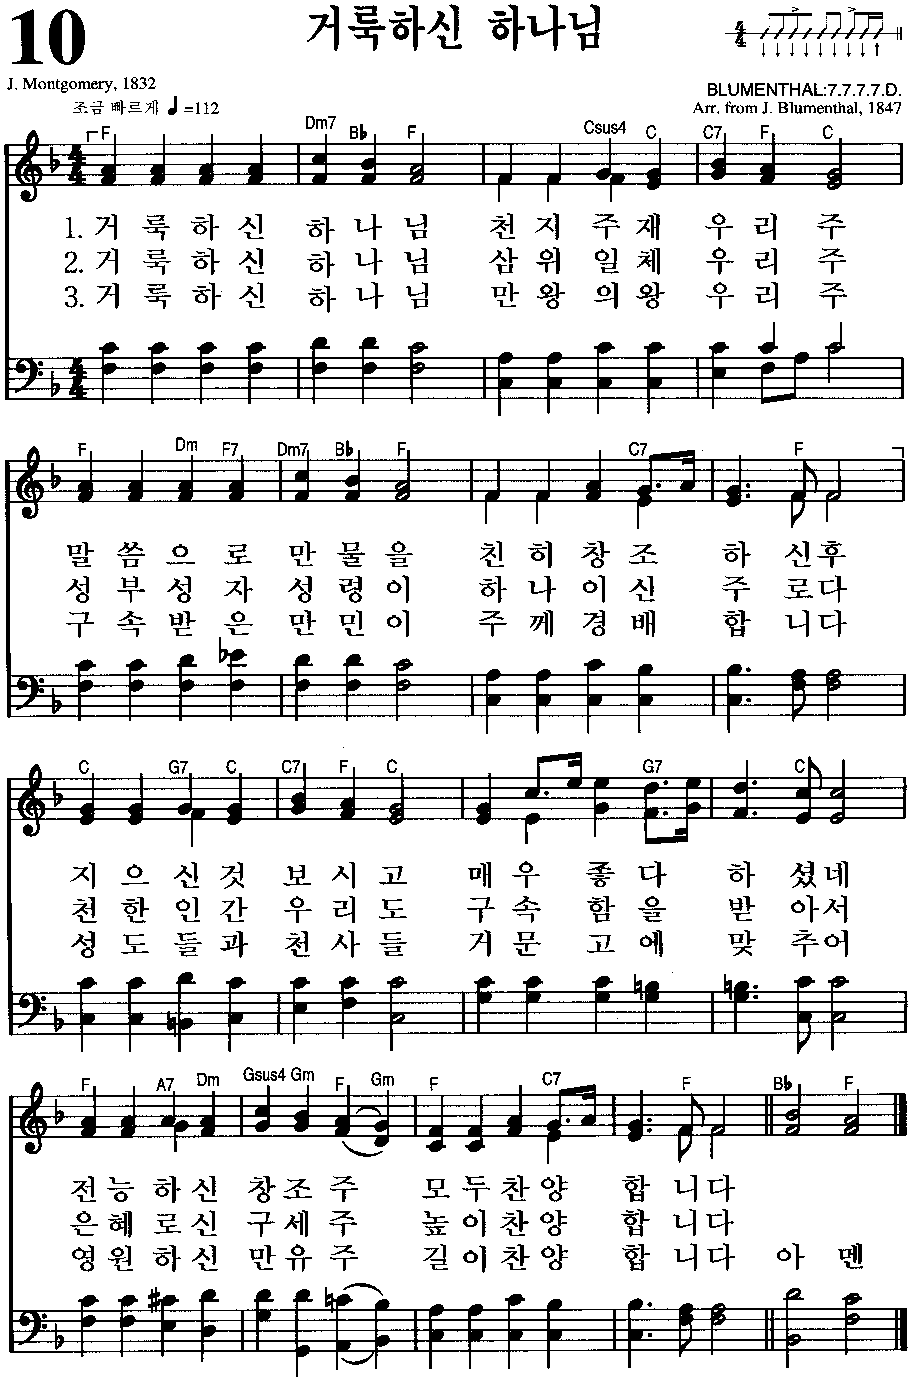 10
거룩하신 하나님
4 4
J. Montgomery, 1832
BLUMENTHAL:7.7.7.7.D.
조금 빠르게 ♩=112
Arr. from J. Blumenthal, 1847
F Dm7 B♭ F Csus4 C C7 F C
1. 거 룩 하 신 하 나 님 천 지 주 재 우 리 주
2. 거 룩 하 신 하 나 님 삼 위 일 체 우 리 주
3. 거 룩 하 신 하 나 님 만 왕 의 왕 우 리 주
F Dm F7 Dm7 B♭ F C7 F
말 씀 으 로 만 물 을 친 히 창 조 하 신 후
성 부 성 자 성 령 이 하 나 이 신 주 로 다
구 속 받 은 만 민 이 주 께 경 배 합 니 다
C G7 C C7 F C G7 C
지 으 신 것 보 시 고 매 우 좋 다 하 셨 네
천 한 인 간 우 리 도 구 속 함 을 받 아 서
성 도 들 과 천 사 들 거 문 고 에 맞 추 어
F A7 Dm Gsus4 Gm F Gm F C7 F B♭ F
전 능 하 신 창 조 주 모 두 찬 양 합 니 다
은 혜 로 신 구 세 주 높 이 찬 양 합 니 다
영 원 하 신 만 유 주 길 이 찬 양 합 니 다 아 멘